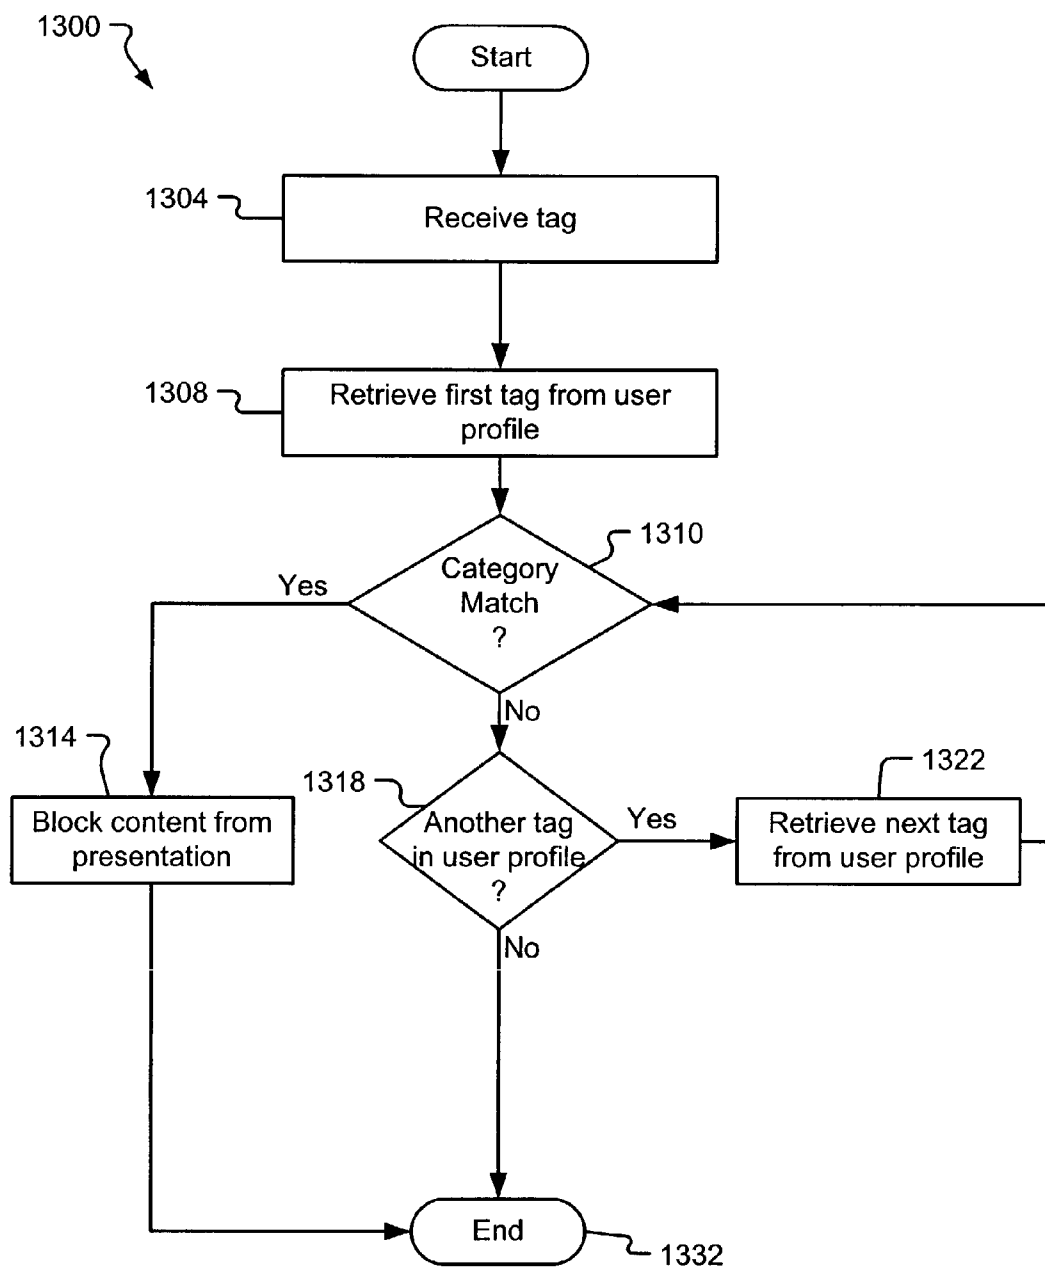 1300
Start
1304
Receive tag
1308
Retrieve first tag from user
profile
1310
Category
Match
?
Yes
No
1314
Block content from
presentation
1318
Another tag
in user profile
?
Yes
1322
Retrieve next tag
from user profile
No
End
1332